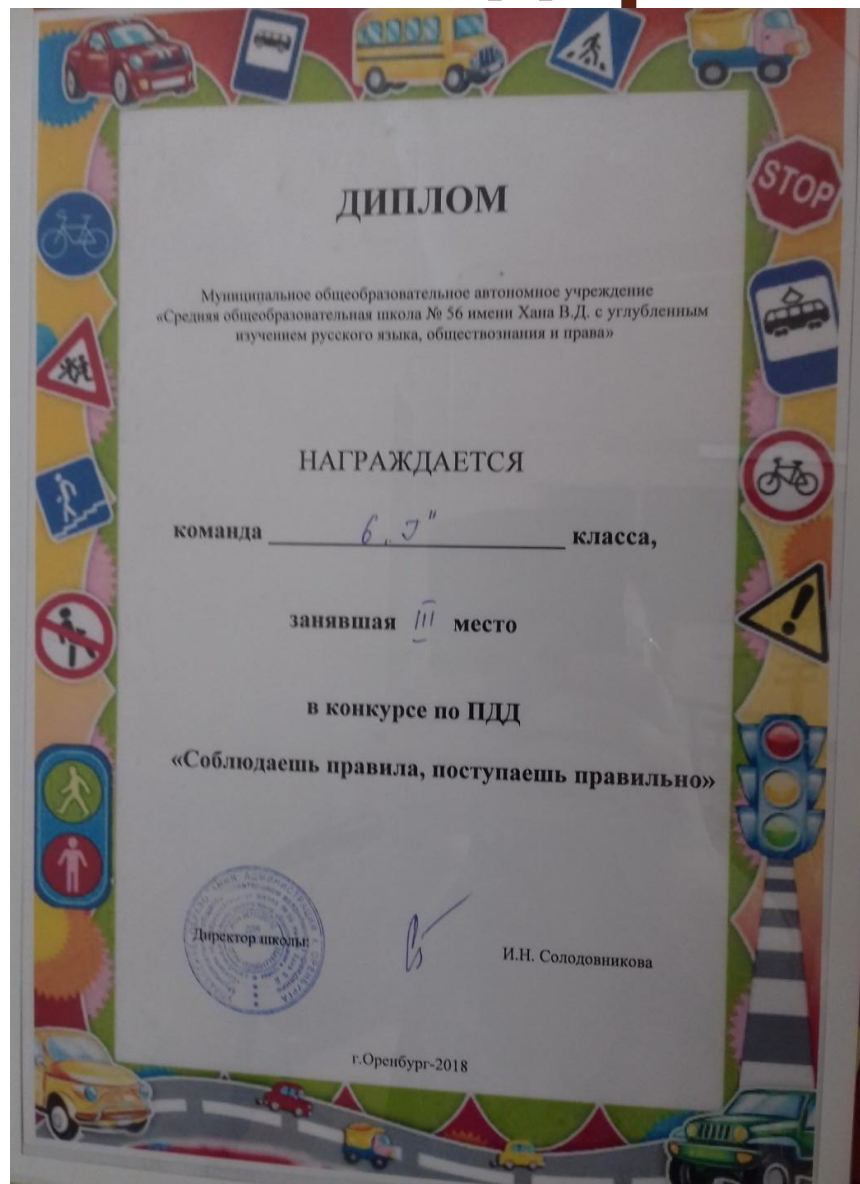 STOP
ДИПЛОМ
Муниципальное общеобразовательное автономное учреждение
«Средняя общеобразовательная школа № 56 имени Хана В.Д. с углубленным
изучением русского языка, обществознания и права»
НАГРАЖДАЕТСЯ
команда 6 класса,
занявшая III место
в конкурсе по ПДД
«Соблюдаешь правила, поступаешь правильно»
Директор школы:
И.Н. Солодовникова
г.Оренбург-2018